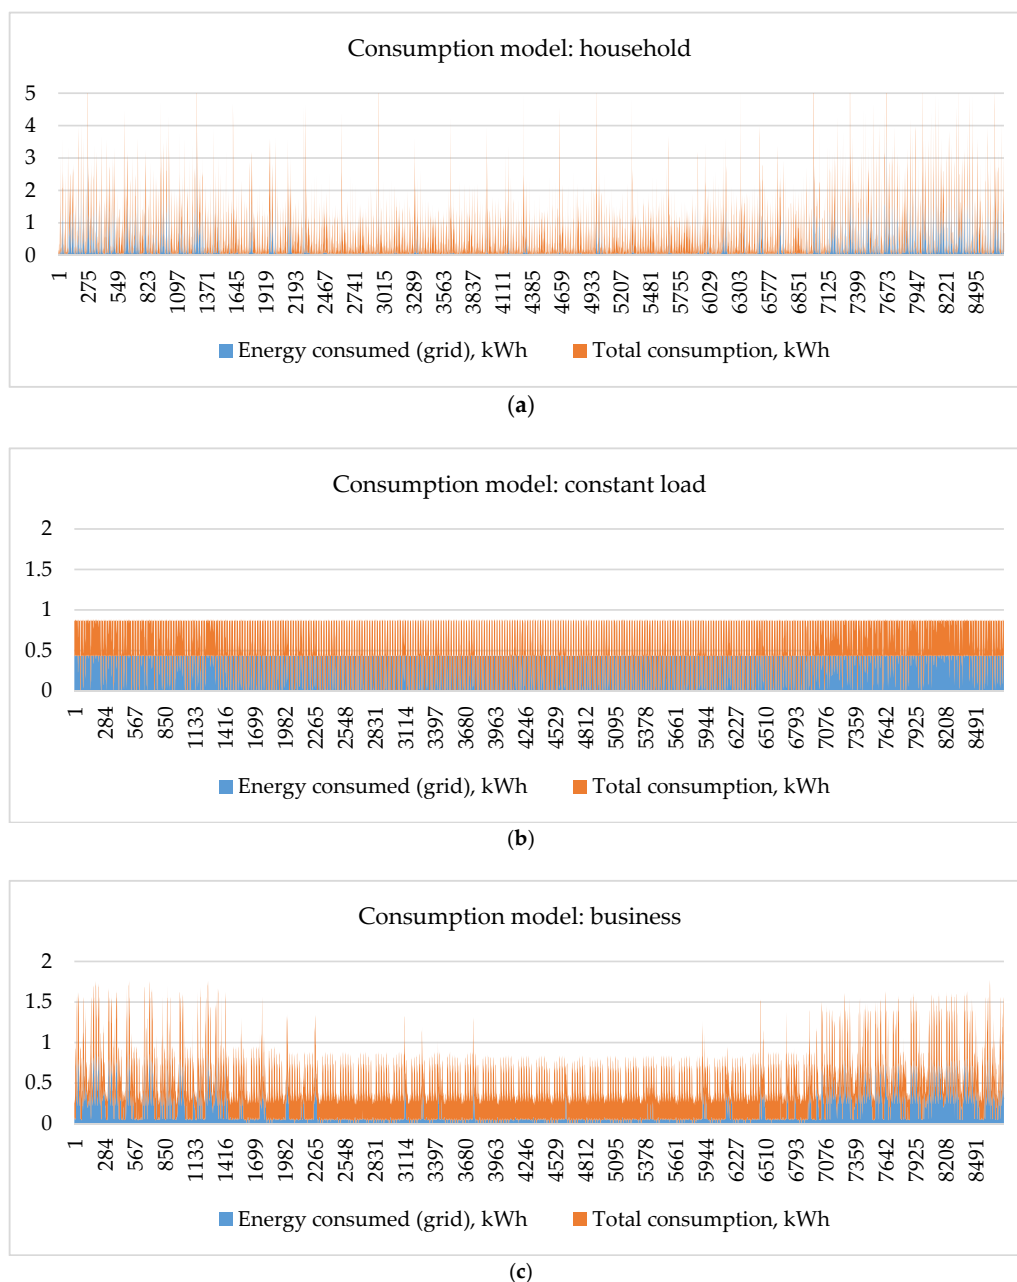 Consumption model: household
5
4
3
2
1
0
1 275 549 823 1097 1371 1645 1919 2193 2467 2741 3015 3289 3563 3837 4111 4385 4659 4933 5207 5481 5755 6029 6303 6577 6851 7125 7399 7673 7947 8221 8495
Energy consumed (grid), kWh Total consumption, kWh
(a)
Consumption model: constant load
2
1.5
1
0.5
0
1 284 567 850 1133 1416 1699 1982 2265 2548 2831 3114 3397 3680 3963 4246 4529 4812 5095 5378 5661 5944 6227 6510 6793 7076 7359 7642 7925 8208 8491
Energy consumed (grid), kWh Total consumption, kWh
(b)
Consumption model: business
2
1.5
1
0.5
0
1 284 567 850 1133 1416 1699 1982 2265 2548 2831 3114 3397 3680 3963 4246 4529 4812 5095 5378 5661 5944 6227 6510 6793 7076 7359 7642 7925 8208 8491
Energy consumed (grid), kWh Total consumption, kWh
(c)